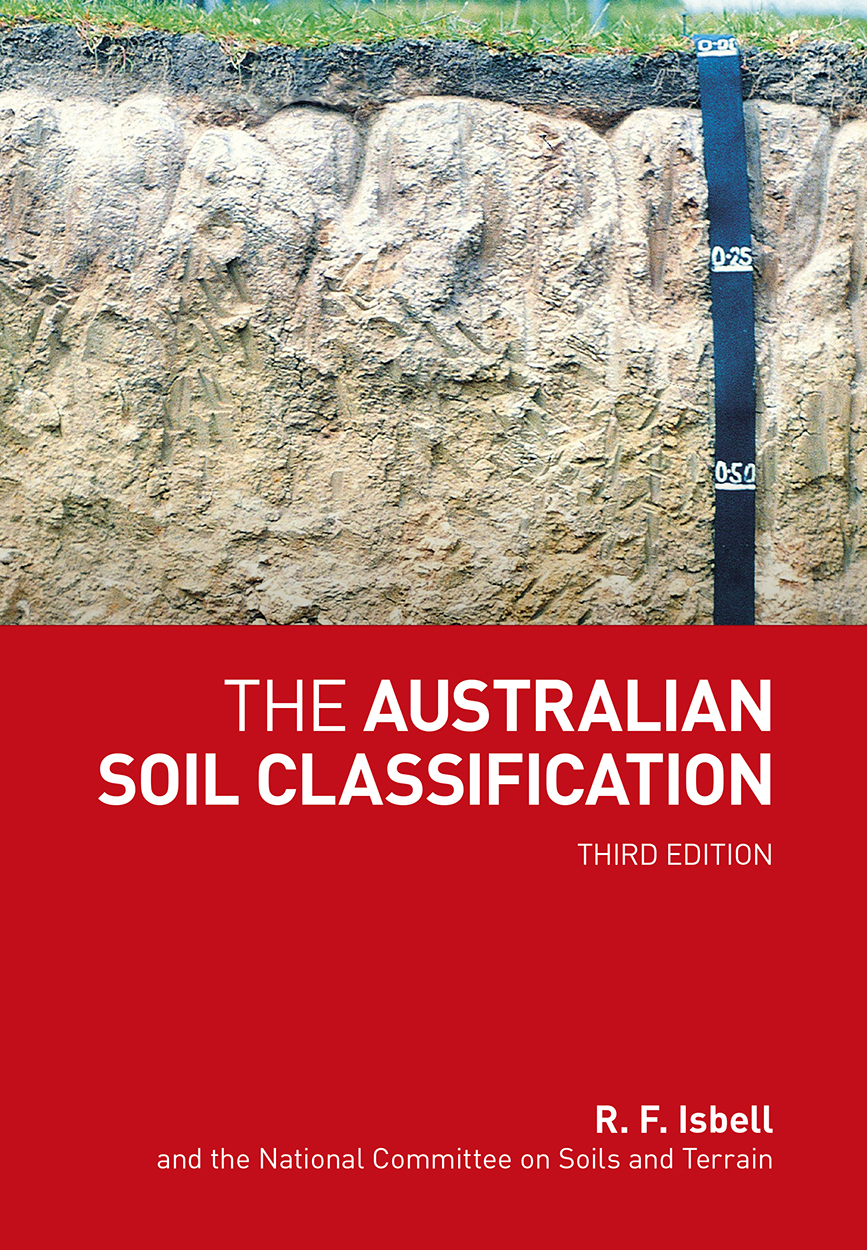 0·00
0·25
0·50
THE AUSTRALIAN
SOIL CLASSIFICATION
THIRD EDITION
R. F. Isbell
and the National Committee on Soils and Terrain